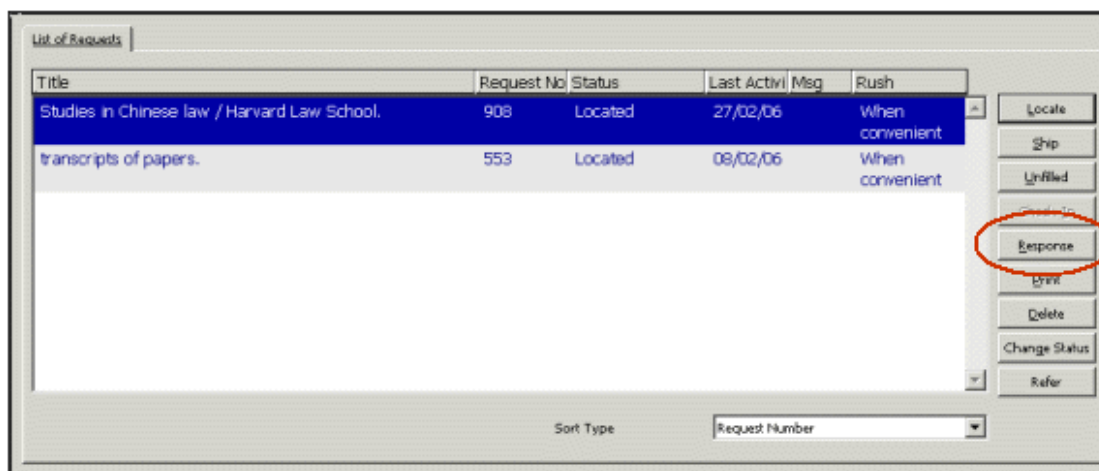 List of Requests
Title Request No Status Last Activi Msg Rush
Studies in Chinese law / Harvard Law School. 908 Located 27/02/06 When
convenient
transcripts of papers. 553 Located 08/02/06 When
convenient
Locate
Ship
Unfilled
Check-In
Response
Print
Delete
Change Status
Refer
Sort Type Request Number